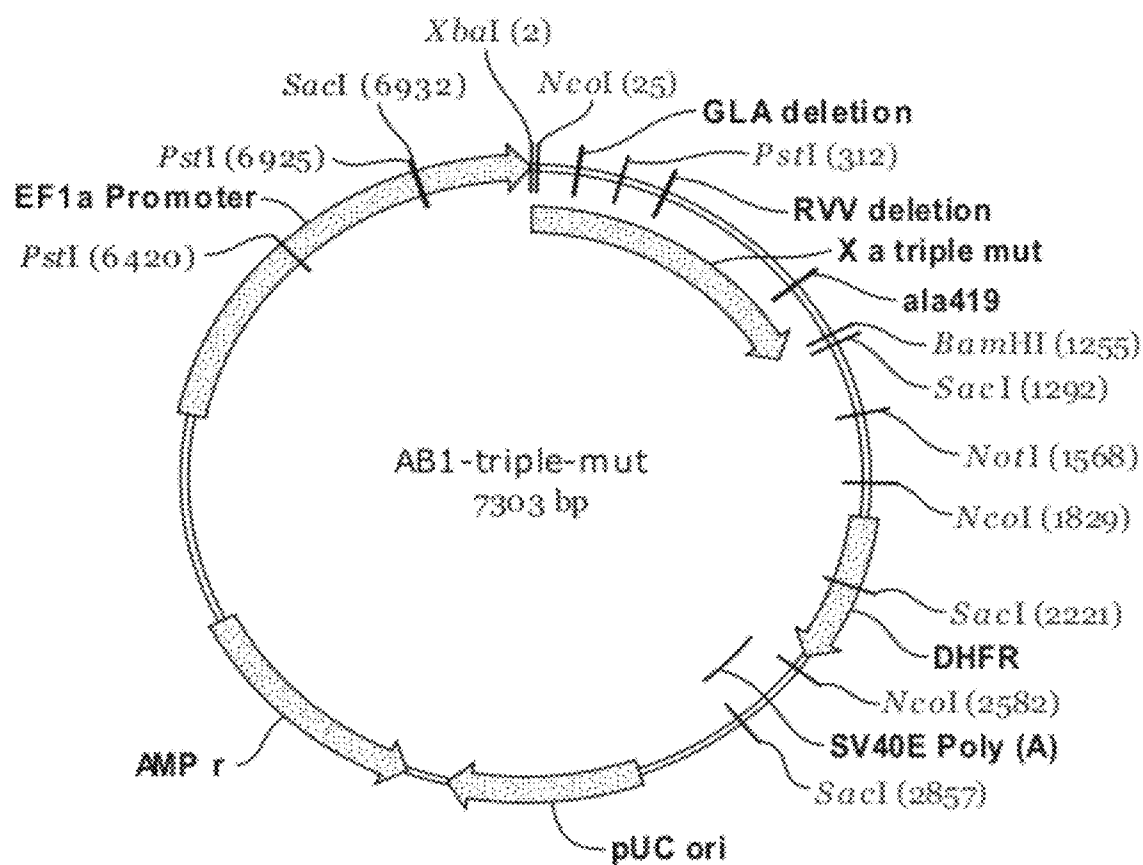 XbaI (2)
SacI (6932)
NcoI (25)
GLA deletion
PstI (6925)
PstI (312)
EF1a Promoter
RVV deletion
PstI (6420)
X a triple mut
ala419
BamHI (1255)
SacI (1292)
AB1-triple-mut
7303 bp
NotI (1568)
NcoI (1829)
SacI (2221)
DHFR
NcoI (2582)
SV40E Poly (A)
AMP r
SacI (2857)
pUC ori